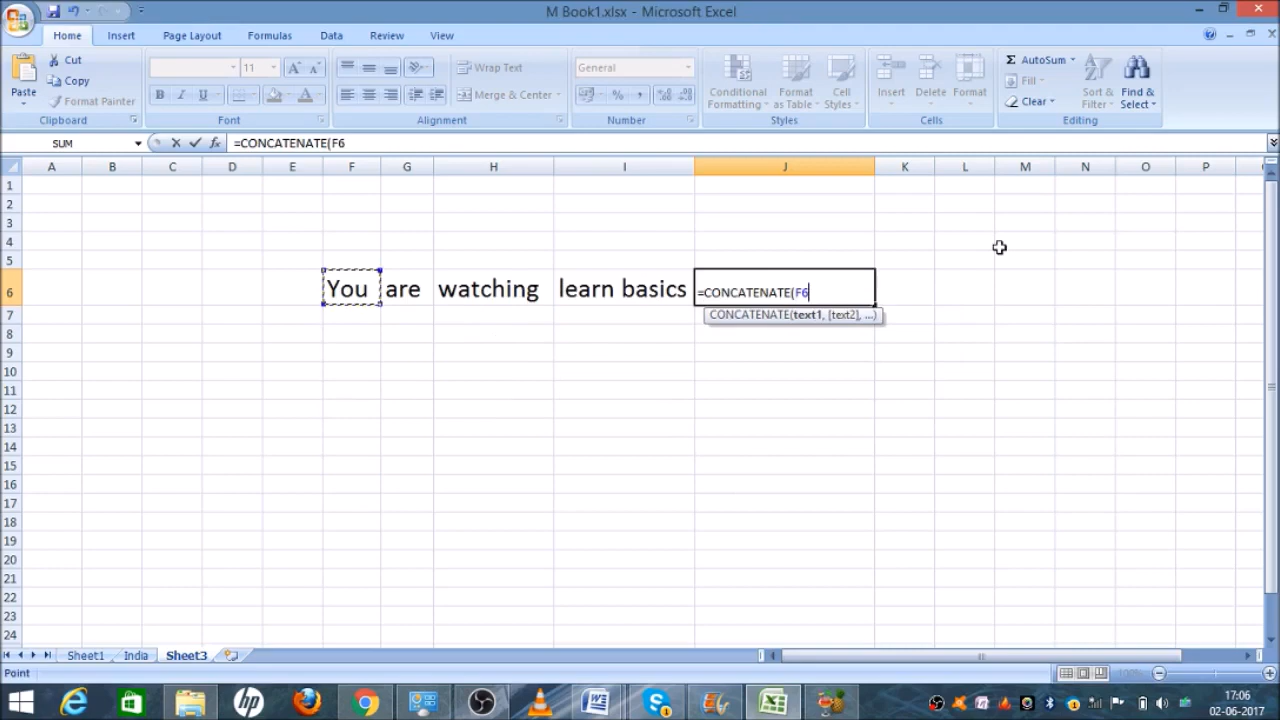 M Book1.xlsx - Microsoft Excel
Home Insert Page Layout Formulas Data Review View
Paste
Cut
Copy
Format Painter
Clipboard
11 A A
B I U A
Font
Wrap Text
Merge & Center
Alignment
General
%
Number
Conditional Formatting
Format as Table
Cell Styles
Styles
Insert Delete Format
Cells
Σ AutoSum
Fill
Clear
Sort & Filter
Find & Select
Editing
SUM fx =CONCATENATE(F6
A B C D E F G H I J K L M N O P
1
2
3
4
5
6 You are watching learn basics =CONCATENATE(F6
CONCATENATE(text1, [text2], ...)
7
8
9
10
11
12
13
14
15
16
17
18
19
20
21
22
23
24
Sheet1 India Sheet3
Point 100%
17:06
02-06-2017